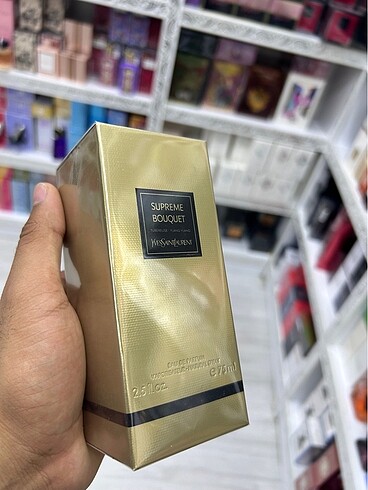 SUPREME
BOUQUET
YVESSAINTLAURENT
EAU DE PARFUM
2.5 fl.oz. ℮75ml